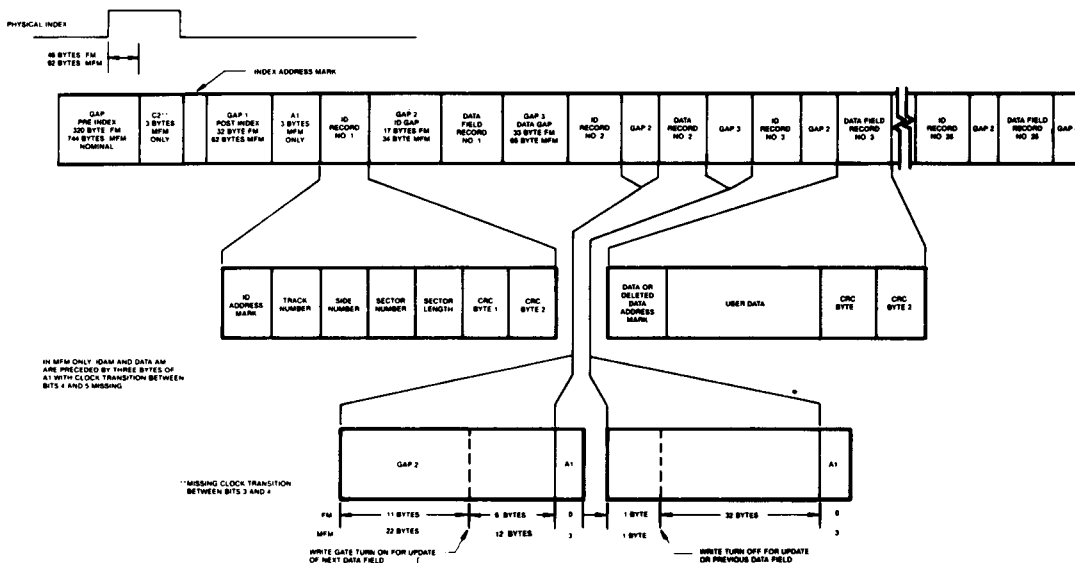 PHYSICAL INDEX
46 BYTES FM
92 BYTES MFM
INDEX ADDRESS MARK
GAP
PRE INDEX
320 BYTE FM
744 BYTES MFM
NOMINAL
C2**
3 BYTES
MFM
ONLY
GAP 1
POST INDEX
32 BYTE FM
62 BYTES MFM
A1
3 BYTES
MFM
ONLY
ID
RECORD
NO 1
GAP 2
ID GAP
17 BYTES FM
34 BYTE MFM
DATA
FIELD
RECORD
NO 1
GAP 3
DATA GAP
33 BYTE FM
66 BYTE MFM
ID
RECORD
NO 2
GAP 2
DATA
RECORD
NO 2
GAP 3
ID
RECORD
NO 3
GAP 2
DATA FIELD
RECORD
NO 3
ID
RECORD
NO 26
GAP 2
DATA FIELD
RECORD
NO 26
GAP
ID
ADDRESS
MARK
TRACK
NUMBER
SIDE
NUMBER
SECTOR
NUMBER
SECTOR
LENGTH
CRC
BYTE 1
CRC
BYTE 2
DATA OR
DELETED
DATA
ADDRESS
MARK
USER DATA
CRC
BYTE
CRC
BYTE 2
IN MFM ONLY IDAM AND DATA AM
ARE PRECEDED BY THREE BYTES OF
A1 WITH CLOCK TRANSITION BETWEEN
BITS 4 AND 5 MISSING
GAP 2
A1
A1
**MISSING CLOCK TRANSITION
BETWEEN BITS 3 AND 4
FM 11 BYTES 6 BYTES 0 1 BYTE 32 BYTES 0
MFM 22 BYTES 12 BYTES 3 1 BYTE 3
WRITE GATE TURN ON FOR UPDATE
OF NEXT DATA FIELD
WRITE TURN OFF FOR UPDATE
OR PREVIOUS DATA FIELD